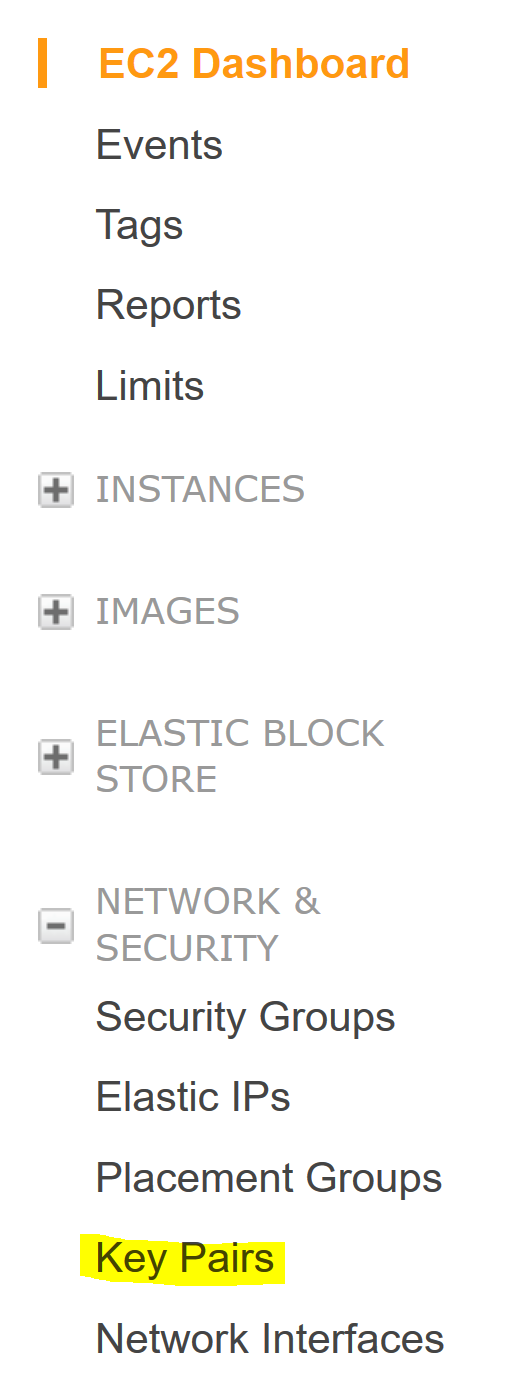 EC2 Dashboard
Events
Tags
Reports
Limits
INSTANCES
IMAGES
ELASTIC BLOCK
STORE
NETWORK &
SECURITY
Security Groups
Elastic IPs
Placement Groups
Key Pairs
Network Interfaces